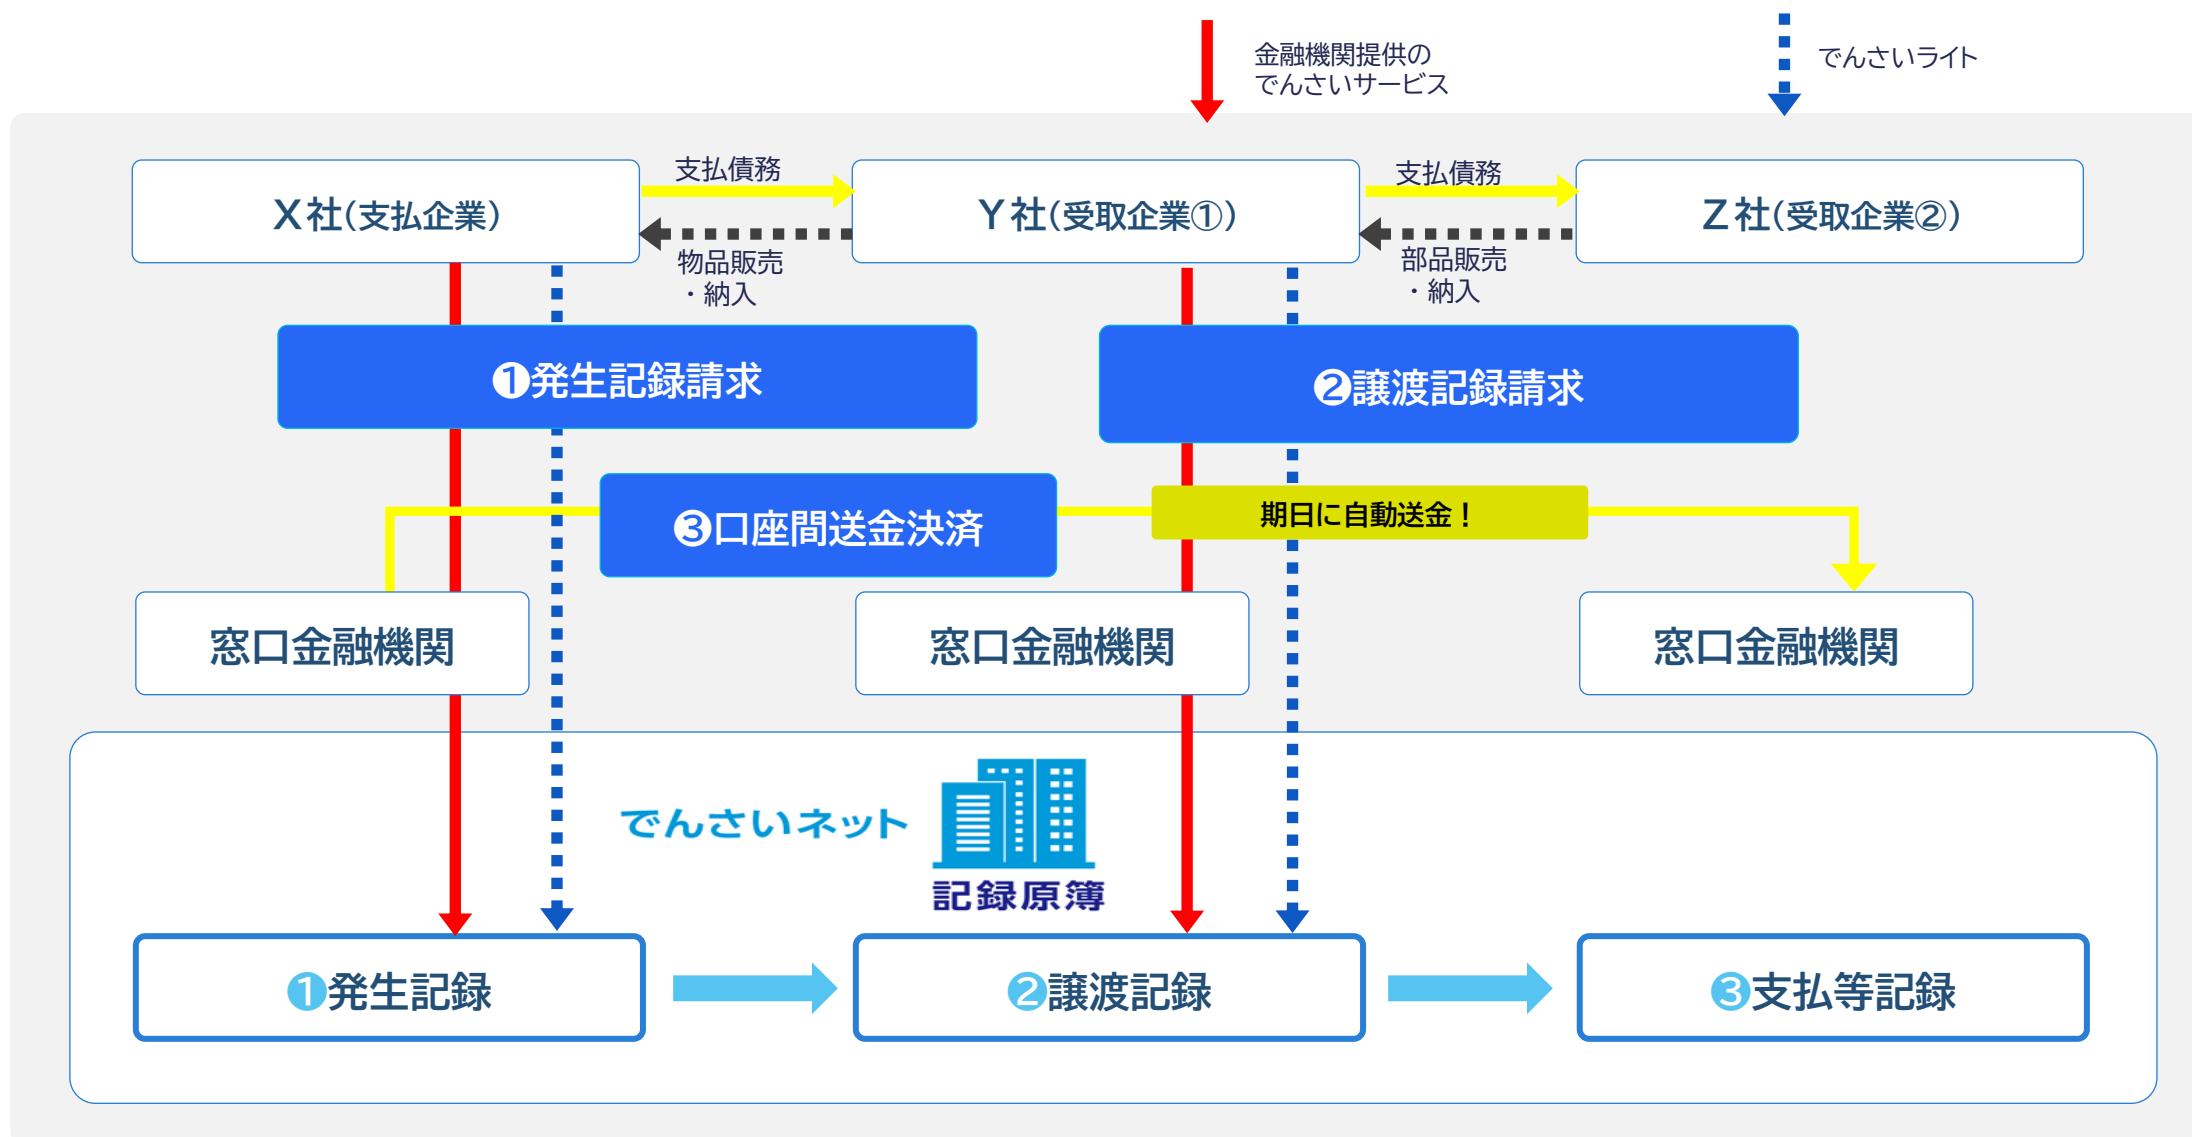 金融機関提供の
でんさいサービス
でんさいライト
支払債務
支払債務
X社(支払企業)
Y社(受取企業①)
Z社(受取企業②)
物品販売
・納入
部品販売
・納入
❶発生記録請求
❷譲渡記録請求
❸口座間送金決済
期日に自動送金！
窓口金融機関
窓口金融機関
窓口金融機関
でんさいネット
記録原簿
❶発生記録
❷譲渡記録
❸支払等記録